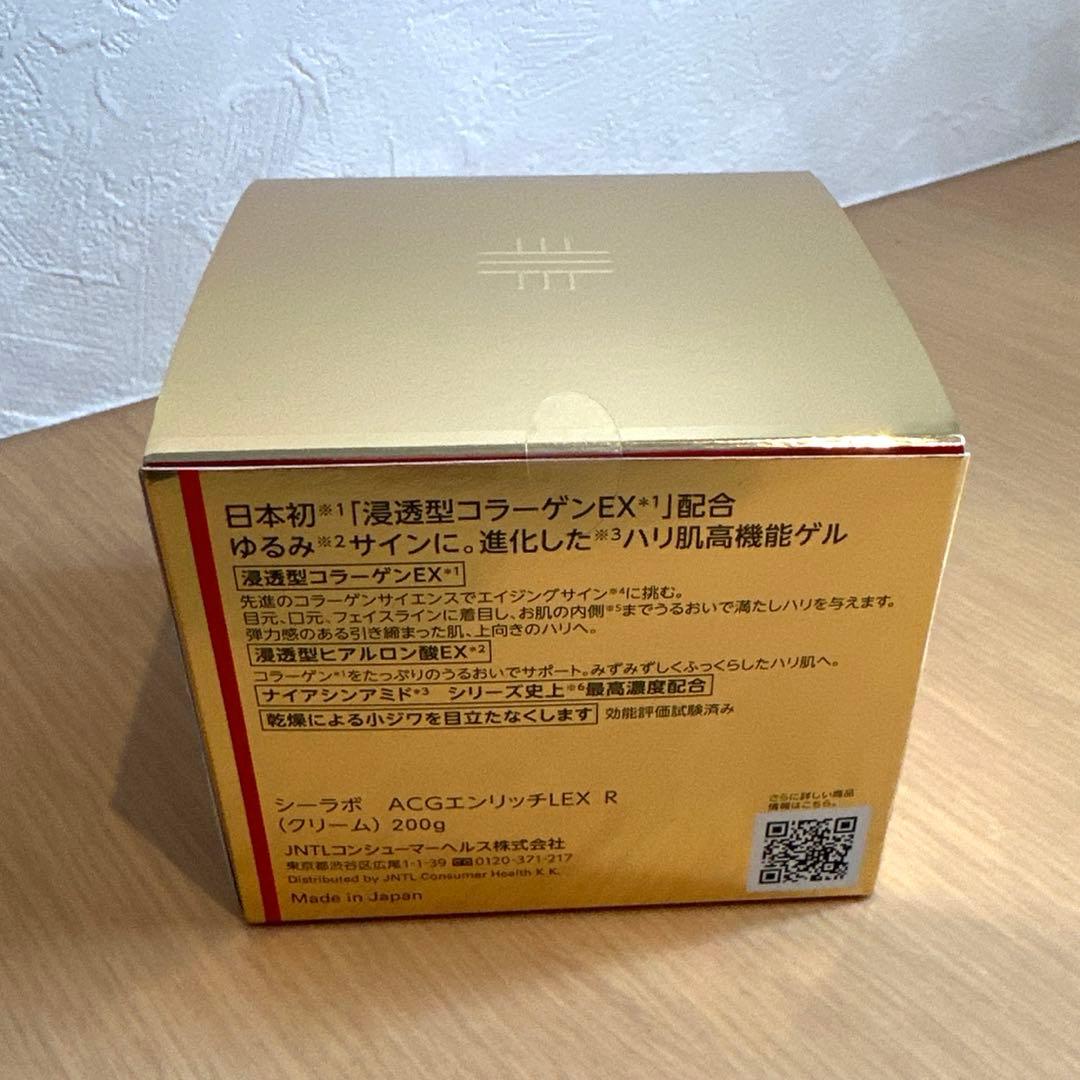 日本初※1「浸透型コラーゲンEX*1」配合
ゆるみ※2サインに。進化した※3ハリ肌高機能ゲル
浸透型コラーゲンEX*1
先進のコラーゲンサイエンスでエイジングサイン※4に挑む。
目元、口元、フェイスラインに着目し、お肌の内側※5までうるおいで満たしハリを与えます。
弾力感のある引き締まった肌、上向きのハリへ。
浸透型ヒアルロン酸EX*2
コラーゲン*1をたっぷりのうるおいでサポート。みずみずしくふっくらしたハリ肌へ。
ナイアシンアミド*3 シリーズ史上※6最高濃度配合
乾燥による小ジワを目立たなくします 効能評価試験済み
シーラボ ACGエンリッチLEX R
（クリーム）200g
JNTLコンシューマーヘルス株式会社
東京都渋谷区広尾1-1-39 0120-371-217
Distributed by JNTL Consumer Health K.K.
Made in Japan
さらに詳しい商品
情報はこちら。